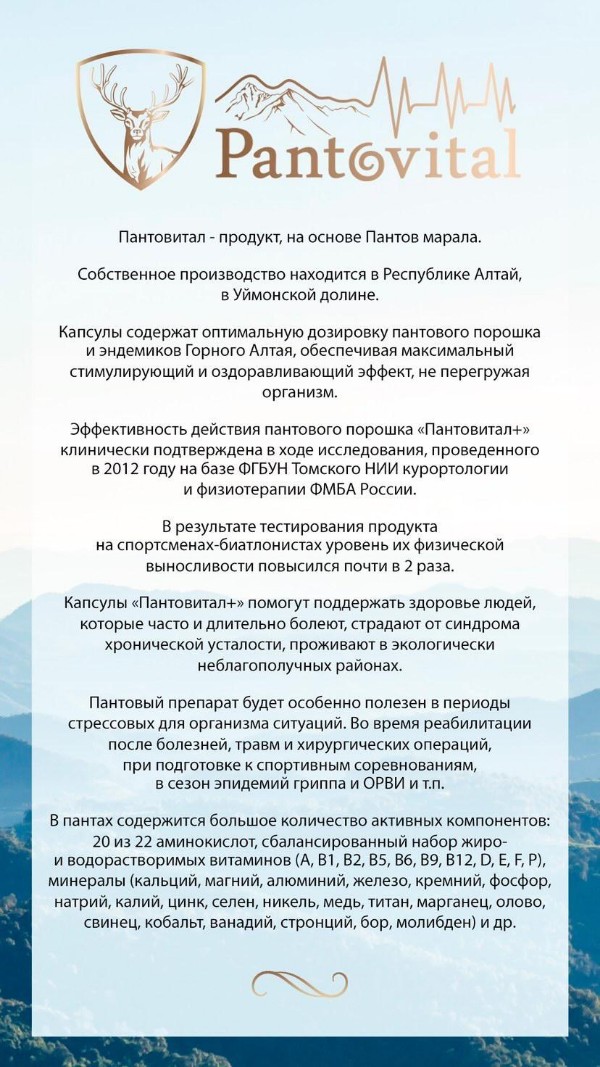 Pantovital
Пантовитал - продукт, на основе Пантов марала.
Собственное производство находится в Республике Алтай,
в Уймонской долине.
Капсулы содержат оптимальную дозировку пантового порошка
и эндемиков Горного Алтая, обеспечивая максимальный
стимулирующий и оздоравливающий эффект, не перегружая
организм.
Эффективность действия пантового порошка «Пантовитал+»
клинически подтверждена в ходе исследования, проведенного
в 2012 году на базе ФГБУН Томского НИИ курортологии
и физиотерапии ФМБА России.
В результате тестирования продукта
на спортсменах-биатлонистах уровень их физической
выносливости повысился почти в 2 раза.
Капсулы «Пантовитал+» помогут поддержать здоровье людей,
которые часто и длительно болеют, страдают от синдрома
хронической усталости, проживают в экологически
неблагополучных районах.
Пантовый препарат будет особенно полезен в периоды
стрессовых для организма ситуаций. Во время реабилитации
после болезней, травм и хирургических операций,
при подготовке к спортивным соревнованиям,
в сезон эпидемий гриппа и ОРВИ и т.п.
В пантах содержится большое количество активных компонентов:
20 из 22 аминокислот, сбалансированный набор жиро-
и водорастворимых витаминов (А, В1, В2, В5, В6, В9, В12, D, E, F, P),
минералы (кальций, магний, алюминий, железо, кремний, фосфор,
натрий, калий, цинк, селен, никель, медь, титан, марганец, олово,
свинец, кобальт, ванадий, стронций, бор, молибден) и др.